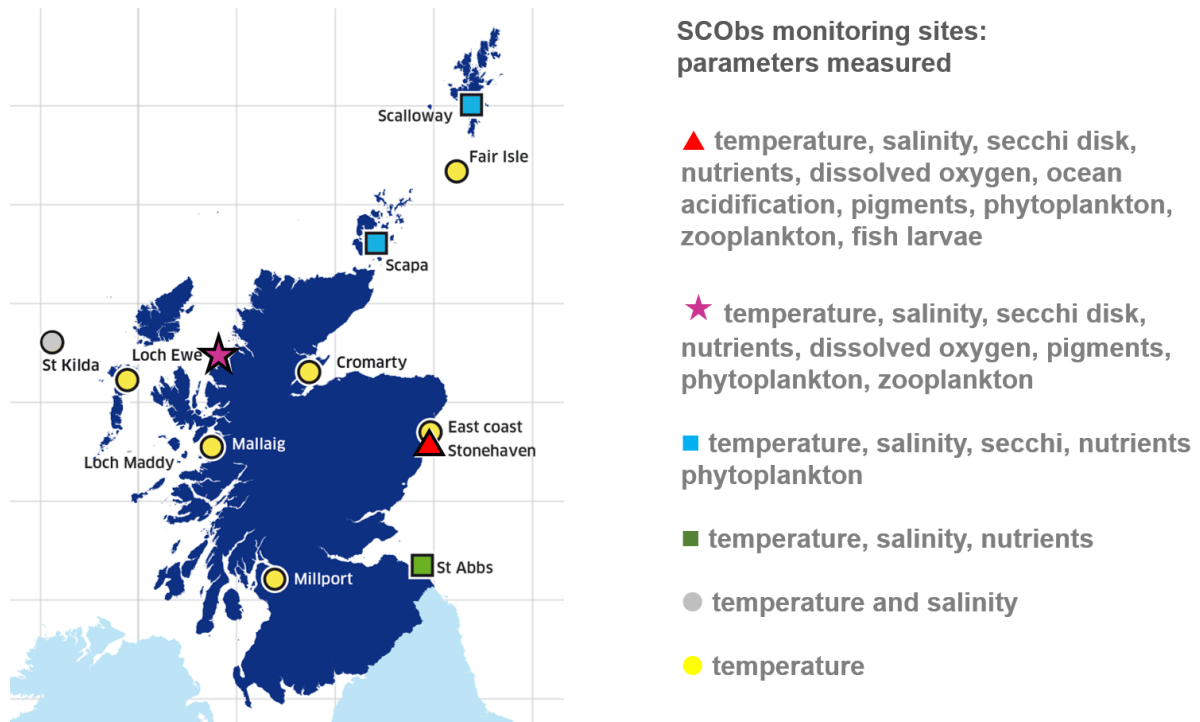 Scalloway
Fair Isle
Scapa
Loch Ewe
St Kilda
Cromarty
East coast
Stonehaven
Mallaig
Loch Maddy
St Abbs
Millport
SCObs monitoring sites:
parameters measured
temperature, salinity, secchi disk,
nutrients, dissolved oxygen, ocean
acidification, pigments, phytoplankton,
zooplankton, fish larvae
temperature, salinity, secchi disk,
nutrients, dissolved oxygen, pigments,
phytoplankton, zooplankton
temperature, salinity, secchi, nutrients
phytoplankton
temperature, salinity, nutrients
temperature and salinity
temperature